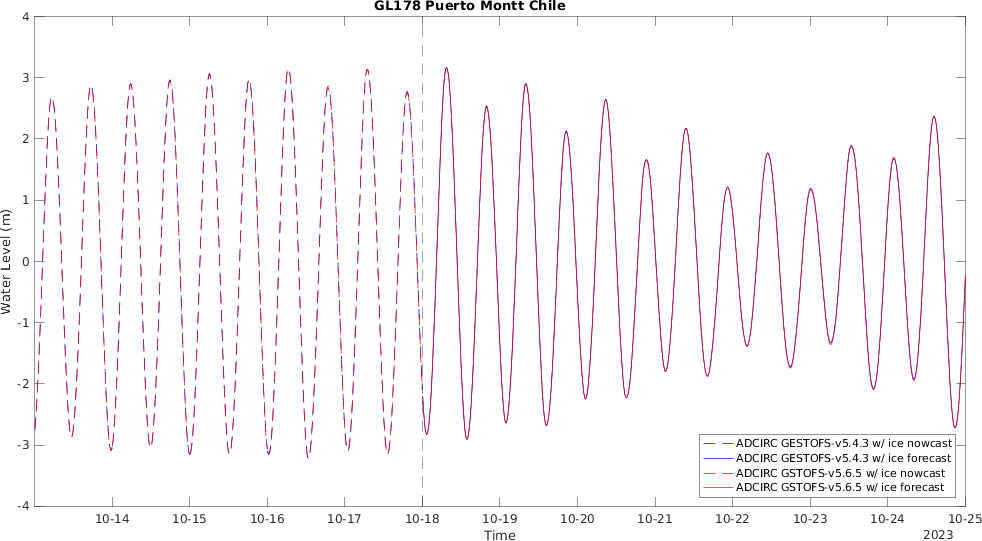 GL178 Puerto Montt Chile
4
3
2
1
0
-1
-2
-3
-4
Water Level (m)
ADCIRC GESTOFS-v5.4.3 w/ ice nowcast
ADCIRC GESTOFS-v5.4.3 w/ ice forecast
ADCIRC GSTOFS-v5.6.5 w/ ice nowcast
ADCIRC GSTOFS-v5.6.5 w/ ice forecast
10-14 10-15 10-16 10-17 10-18 10-19 10-20 10-21 10-22 10-23 10-24 10-25
Time
2023